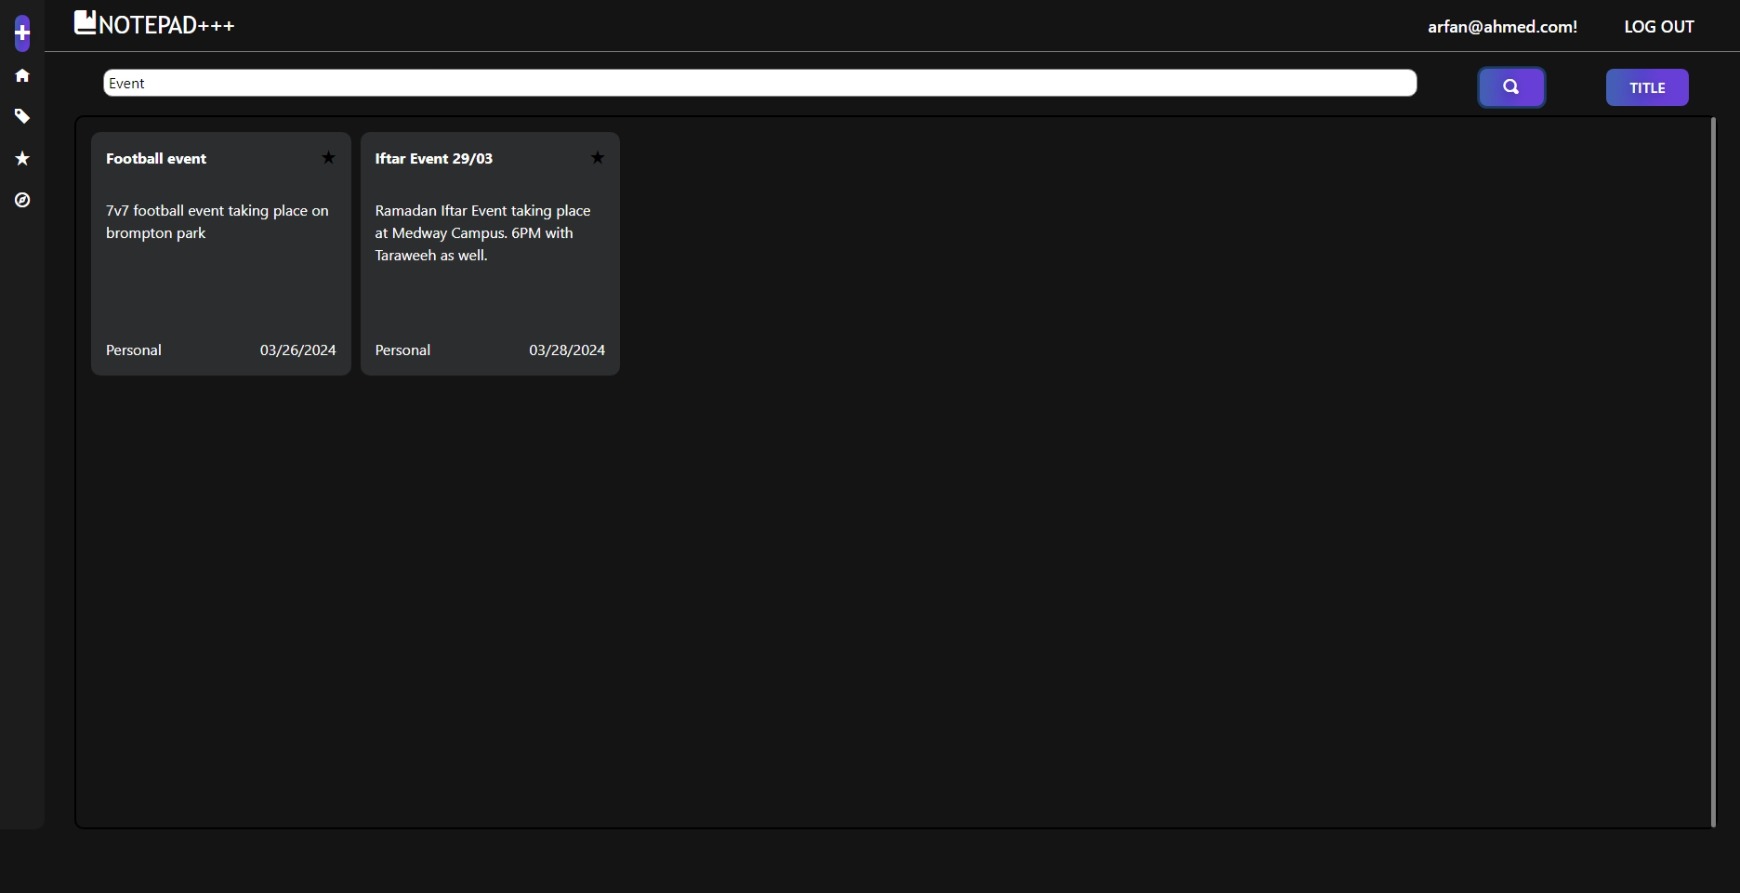 NOTEPAD+++
arfan@ahmed.com!
LOG OUT
Event
TITLE
Football event
7v7 football event taking place on
brompton park
Personal
03/26/2024
Iftar Event 29/03
Ramadan Iftar Event taking place
at Medway Campus. 6PM with
Taraweeh as well.
Personal
03/28/2024